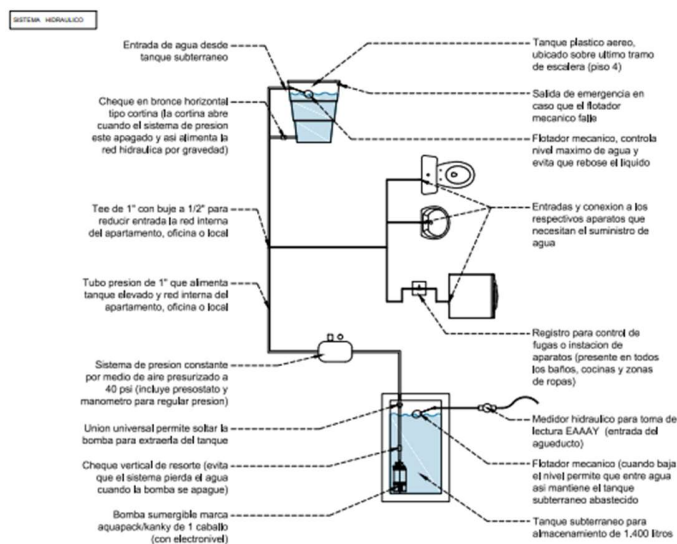 SISTEMA HIDRAULICO
Entrada de agua desde
tanque subterraneo
Cheque en bronce horizontal
tipo cortina (la cortina abre
cuando el sistema de presion
este apagado y asi alimenta la
red hidraulica por gravedad)
Tee de 1" con buje a 1/2" para
reducir entrada la red interna
del apartamento, oficina o local
Tubo presion de 1" que alimenta
tanque elevado y red interna del
apartamento, oficina o local
Sistema de presion constante
por medio de aire presurizado a
40 psi (incluye presostato y
manometro para regular presion)
Union universal permite soltar la
bomba para extraerla del tanque
Cheque vertical de resorte (evita
que el sistema pierda el agua
cuando la bomba se apague)
Bomba sumergible marca
aquapack/kanky de 1 caballo
(con electronivel)
Tanque plastico aereo,
ubicado sobre ultimo tramo
de escalera (piso 4)
Salida de emergencia en
caso que el flotador
mecanico falle
Flotador mecanico, controla
nivel maximo de agua y
evita que rebose el liquido
Entradas y conexion a los
respectivos aparatos que
necesitan el suministro de
agua
Registro para control de
fugas o instacion de
aparatos (presente en todos
los baños, cocinas y zonas
de ropas)
Medidor hidraulico para toma de
lectura EAAAY (entrada del
agueducto)
Flotador mecanico (cuando baja
el nivel permite que entre agua
asi mantiene el tanque
subterraneo abastecido
Tanque subterraneo para
almacenamiento de 1.400 litros